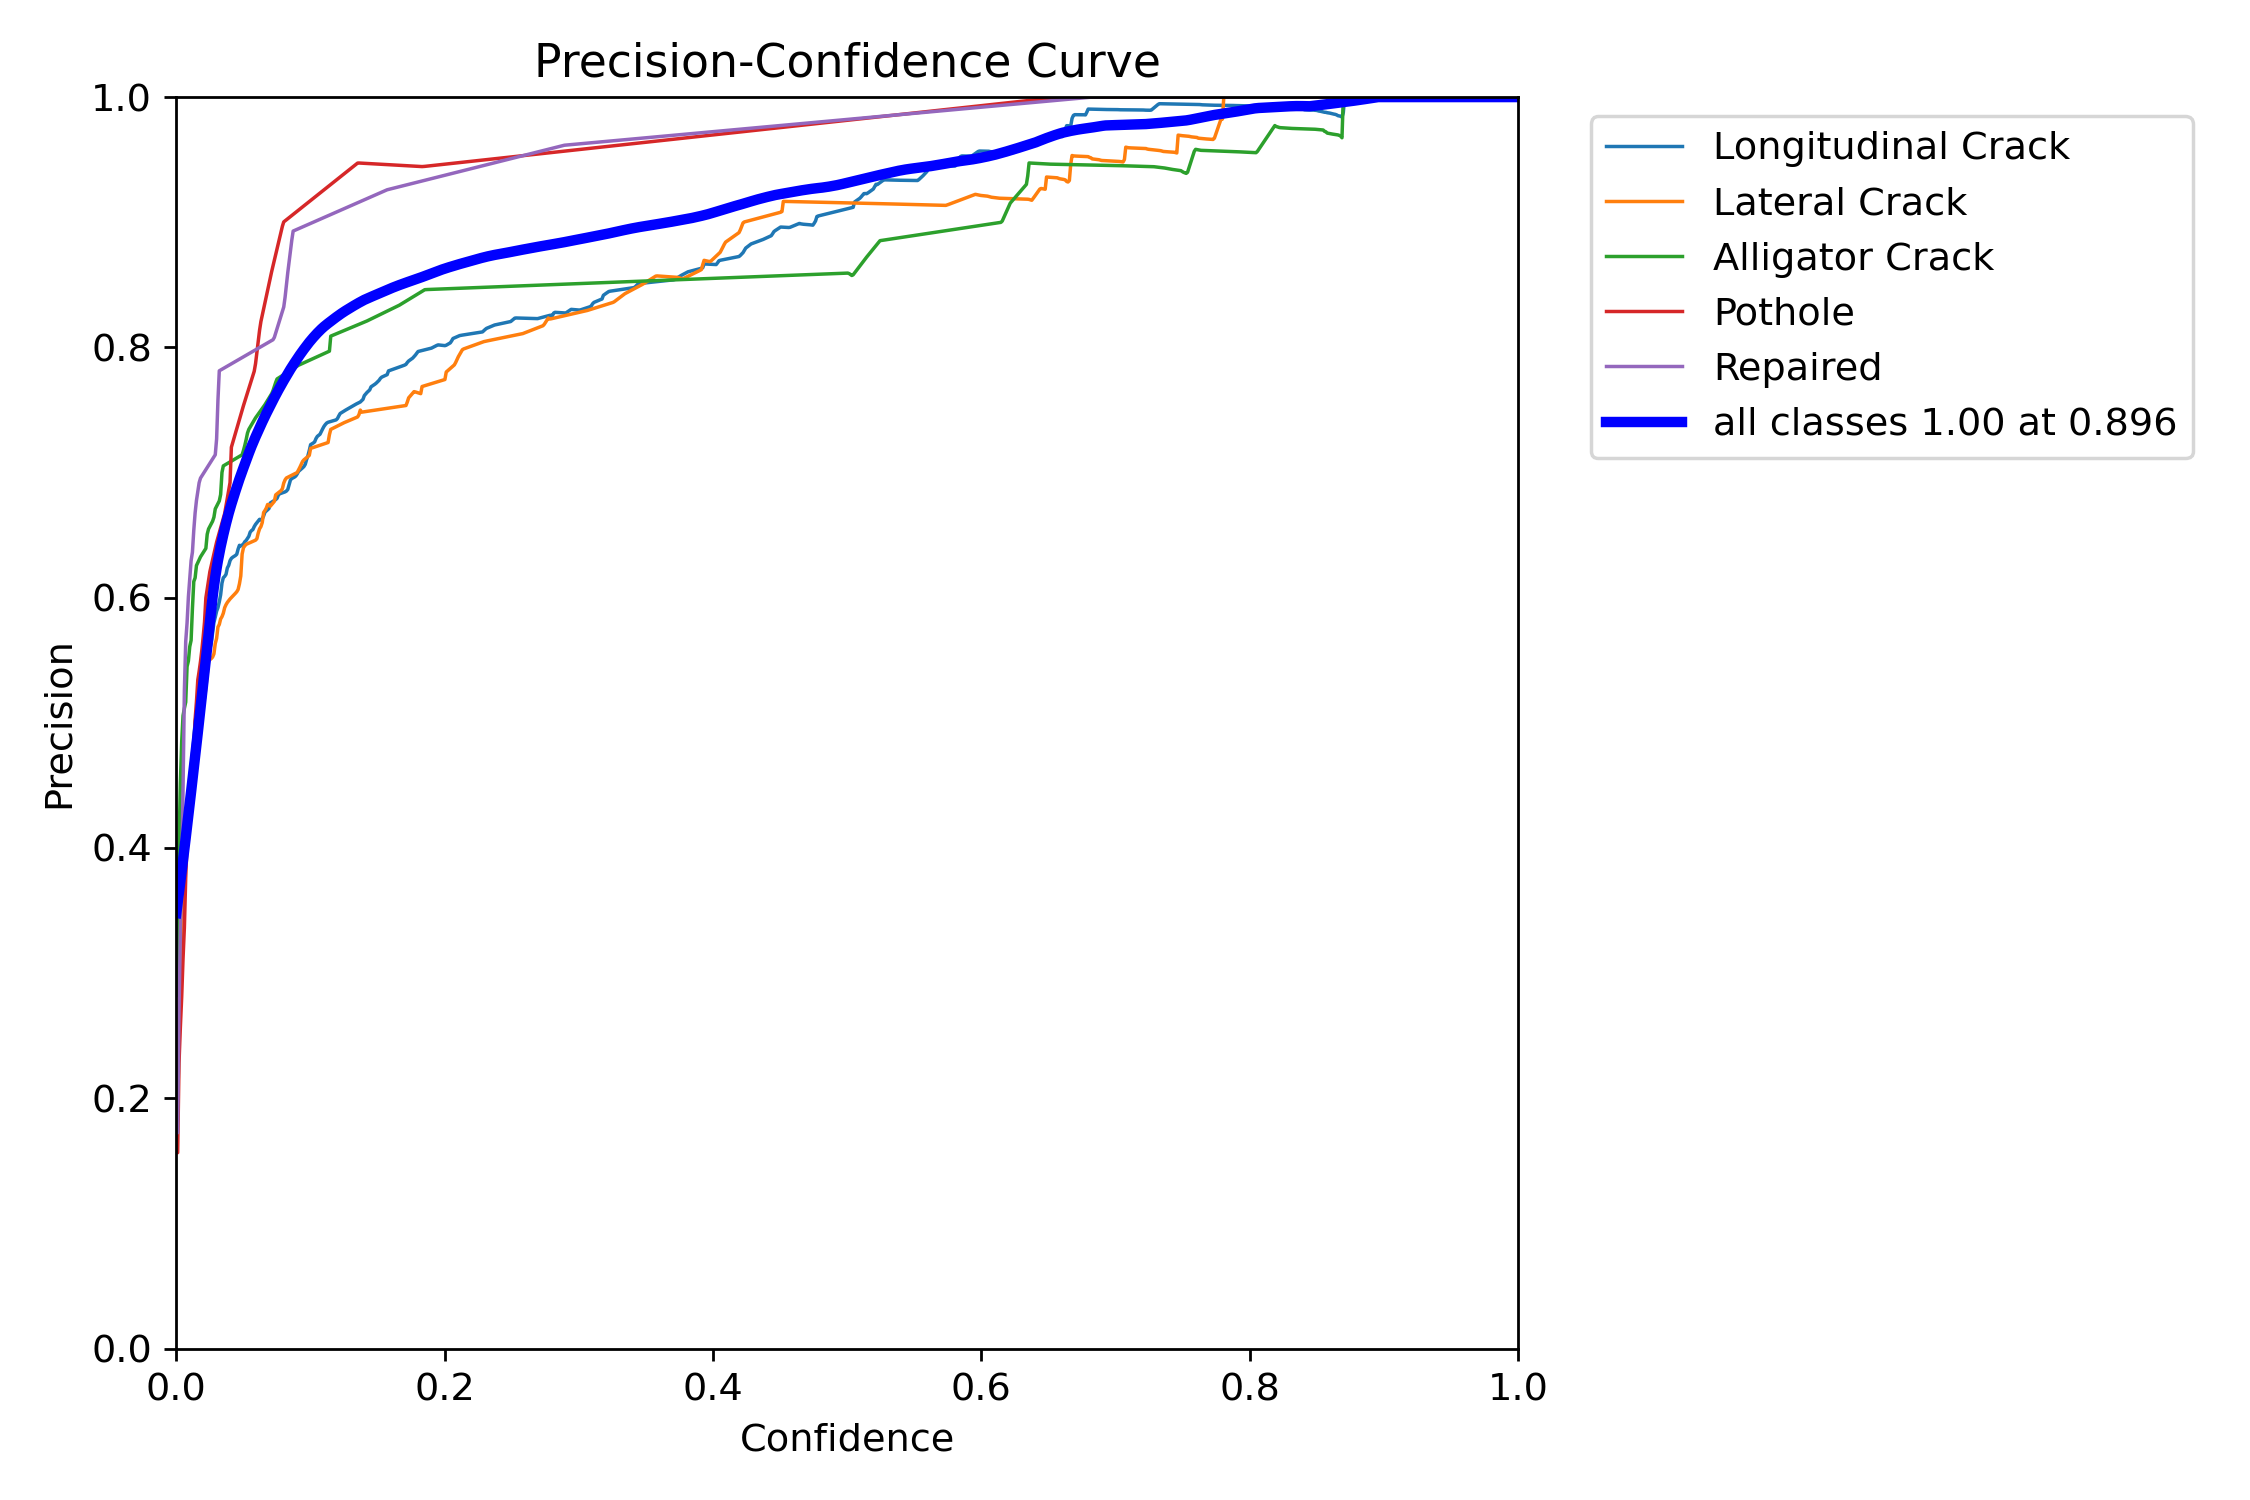 Precision-Confidence Curve
1.0
0.8
0.6
0.4
0.2
0.0
Precision
0.0 0.2 0.4 0.6 0.8 1.0
Confidence
Longitudinal Crack
Lateral Crack
Alligator Crack
Pothole
Repaired
all classes 1.00 at 0.896